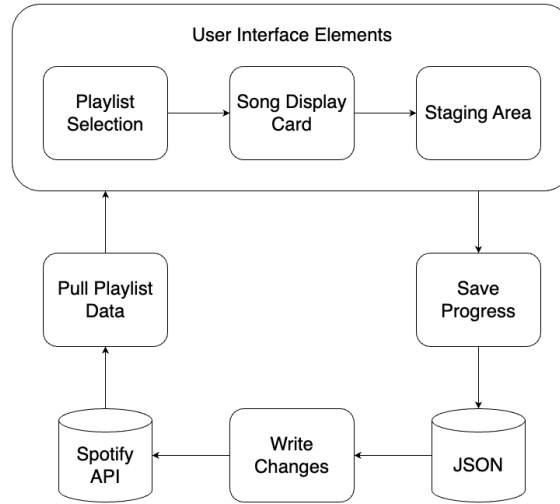 User Interface Elements
Playlist
Selection
Song Display
Card
Staging Area
Pull Playlist
Data
Save
Progress
Spotify
API
Write
Changes
JSON